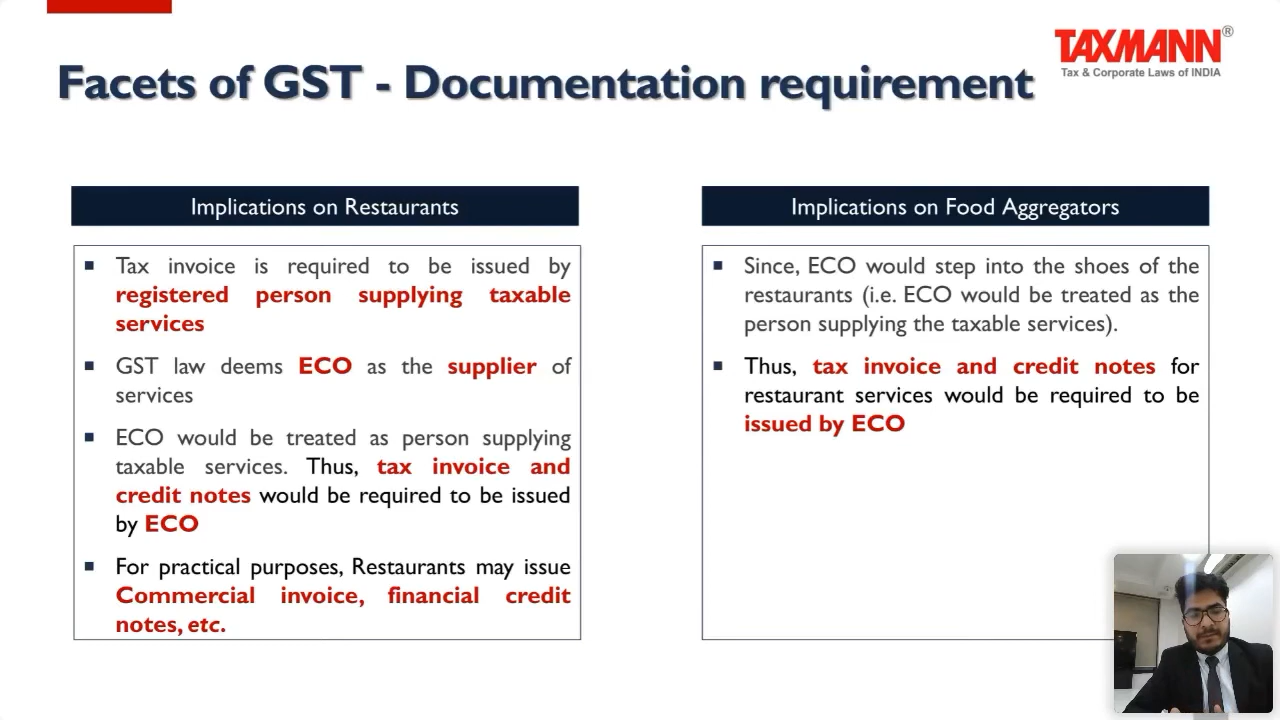 TAXMANN®
Tax & Corporate Laws of INDIA
Facets of GST - Documentation requirement
Implications on Restaurants
Tax invoice is required to be issued by
registered person supplying taxable
services
GST law deems ECO as the supplier of
services
ECO would be treated as person supplying
taxable services. Thus, tax invoice and
credit notes would be required to be issued
by ECO
For practical purposes, Restaurants may issue
Commercial invoice, financial credit
notes, etc.
Implications on Food Aggregators
Since, ECO would step into the shoes of the
restaurants (i.e. ECO would be treated as the
person supplying the taxable services).
Thus, tax invoice and credit notes for
restaurant services would be required to be
issued by ECO